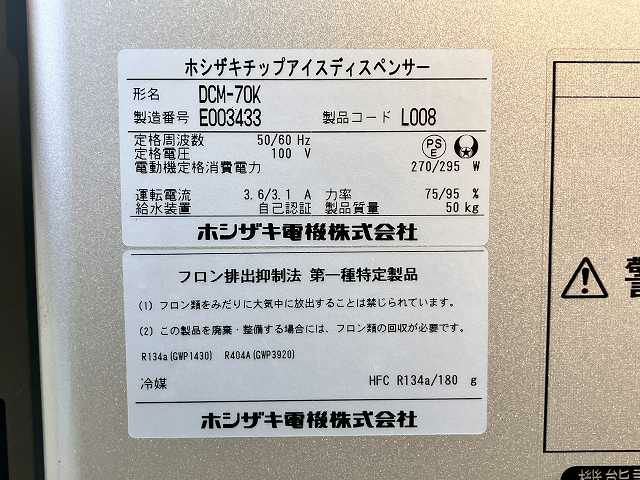 ホシザキチップアイスディスペンサー
形名 DCM-70K
製造番号 E003433 製品コード L008
定格周波数 50/60 Hz
定格電圧 100 V
電動機定格消費電力 270/295 W
PS
E
運転電流 3.6/3.1 A 力率 75/95 %
給水装置 自己認証 製品質量 50 kg
ホシザキ電機株式会社
フロン排出抑制法 第一種特定製品
(1) フロン類をみだりに大気中に放出することは禁じられています。
(2) この製品を廃棄・整備する場合には、フロン類の回収が必要です。
R134a(GWP1430) R404A(GWP3920)
冷媒 HFC R134a/180 g
ホシザキ電機株式会社
警
機能